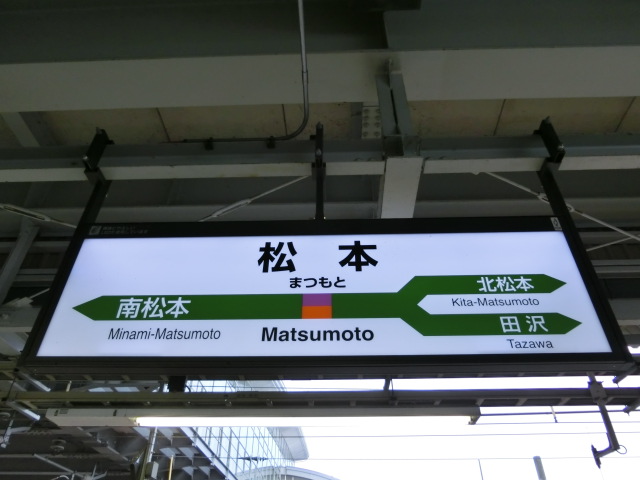 松本
まつもと
南松本
Minami-Matsumoto
Matsumoto
北松本
Kita-Matsumoto
田沢
Tazawa